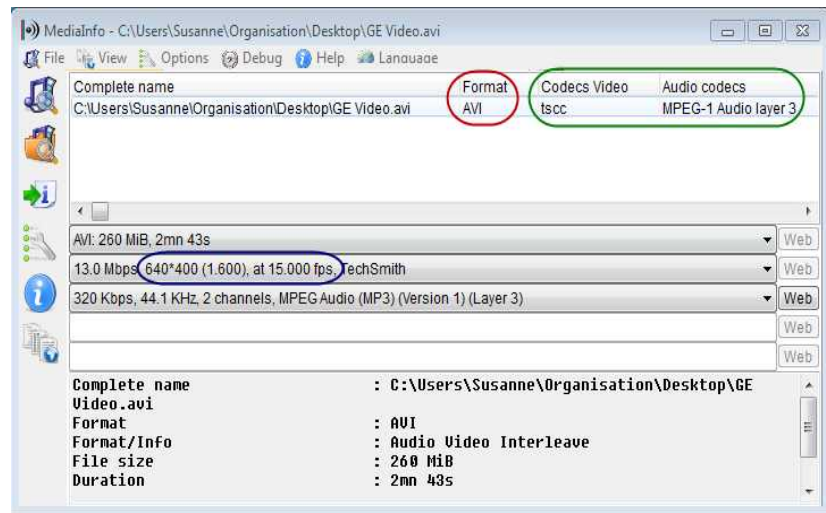 MediaInfo - C:\Users\Susanne\Organisation\Desktop\GE Video.avi
File View Options Debug Help Language
Complete name Format Codecs Video Audio codecs
C:\Users\Susanne\Organisation\Desktop\GE Video.avi AVI tscc MPEG-1 Audio layer 3
AVI: 260 MiB, 2mn 43s Web
13.0 Mbps, 640*400 (1.600), at 15.000 fps, TechSmith Web
320 Kbps, 44.1 KHz, 2 channels, MPEG Audio (MP3) (Version 1) (Layer 3) Web
Web
Web
Complete name : C:\Users\Susanne\Organisation\Desktop\GE
Video.avi
Format : AVI
Format/Info : Audio Video Interleave
File size : 260 MiB
Duration : 2mn 43s